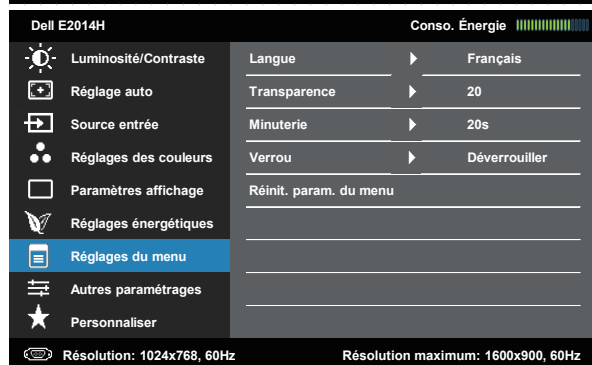 Dell E2014H Conso. Énergie
Luminosité/Contraste Langue Français
Réglage auto Transparence 20
Source entrée Minuterie 20s
Réglages des couleurs Verrou Déverrouiller
Paramètres affichage Réinit. param. du menu
Réglages énergétiques
Réglages du menu
Autres paramétrages
Personnaliser
Résolution: 1024x768, 60Hz Résolution maximum: 1600x900, 60Hz